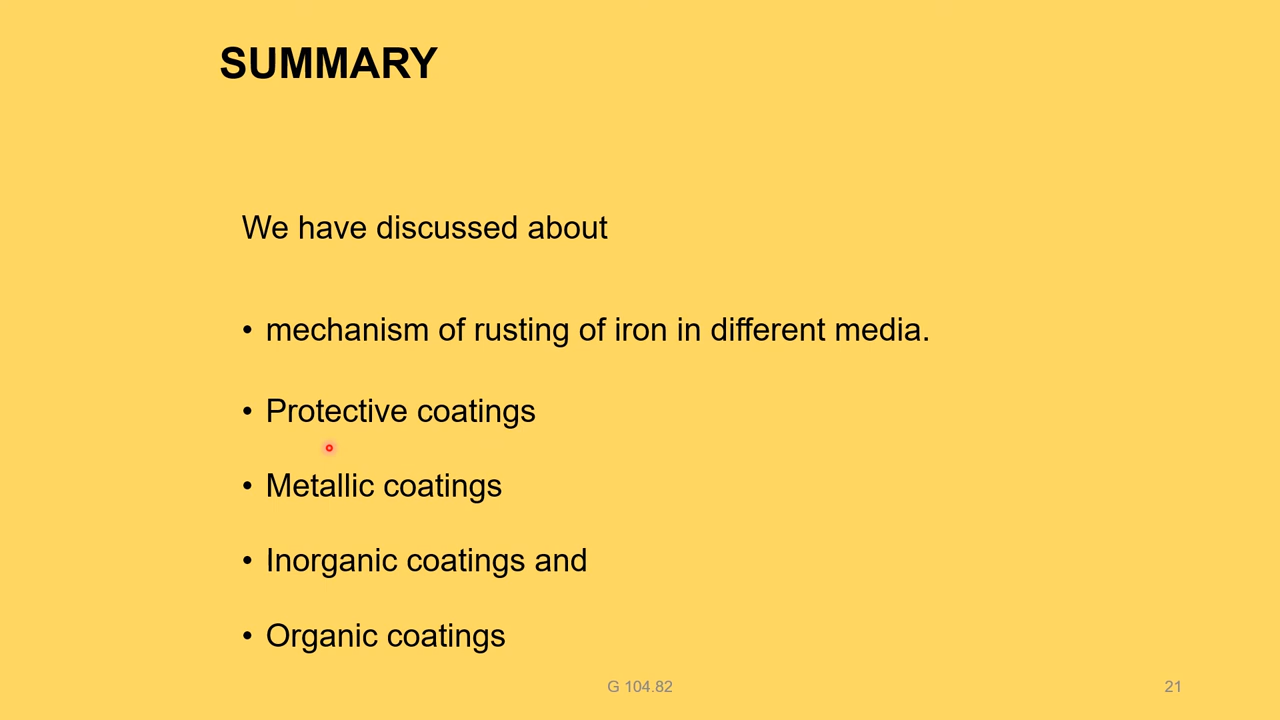 SUMMARY
We have discussed about
• mechanism of rusting of iron in different media.
• Protective coatings
• Metallic coatings
• Inorganic coatings and
• Organic coatings
G 104.82
21